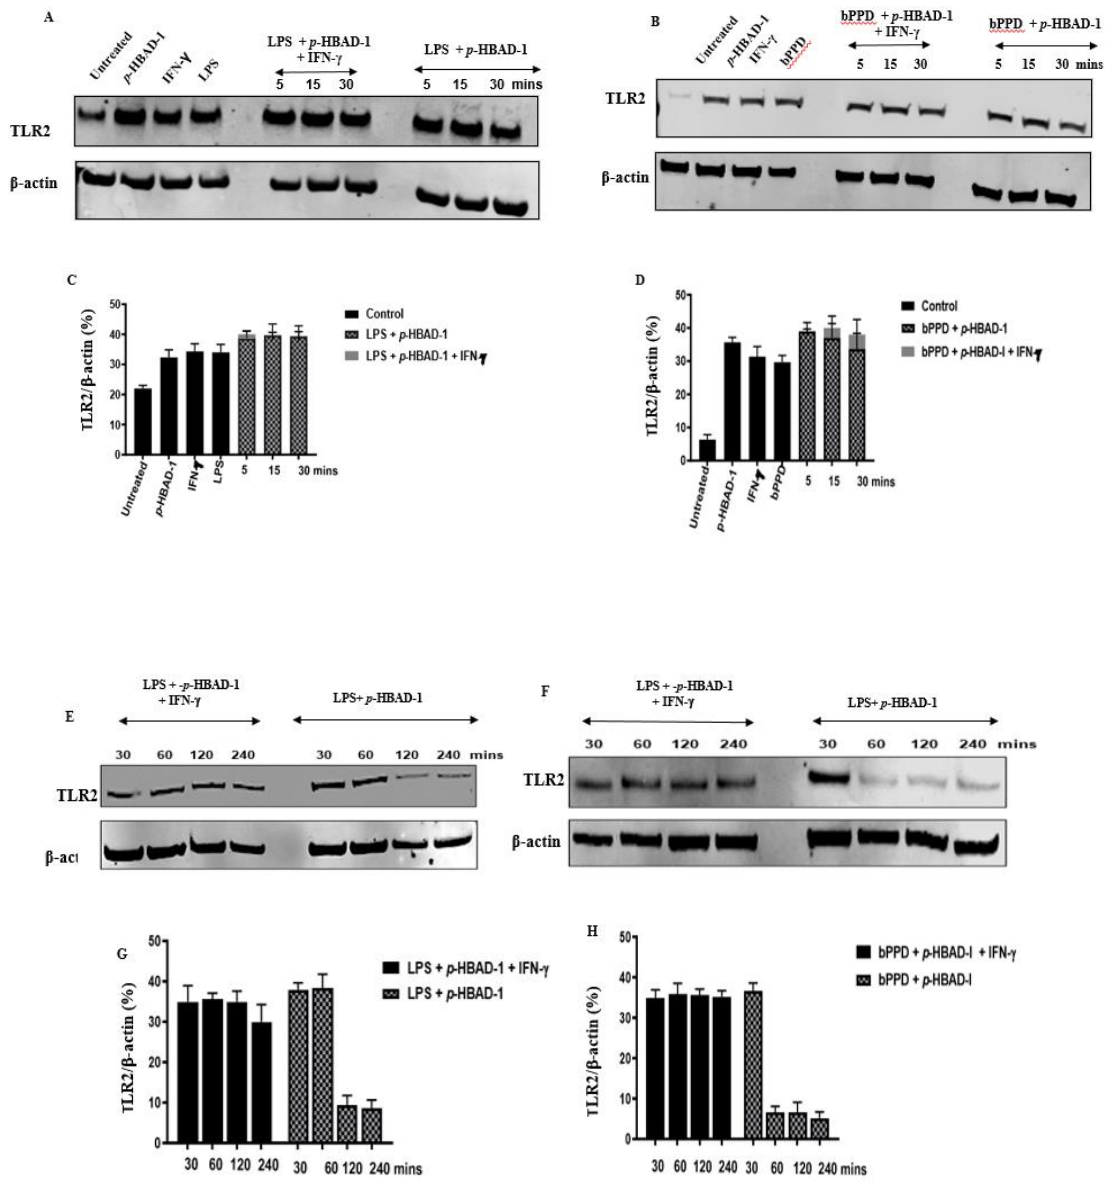 A
Untreated
p-HBAD-1
IFN-γ
LPS
LPS + p-HBAD-1
+ IFN-γ
5 15 30
LPS + p-HBAD-1
5 15 30 mins
TLR2
β-actin
B
Untreated
p-HBAD-1
IFN-γ
bPPD
bPPD + p-HBAD-1
+ IFN-γ
5 15 30
bPPD + p-HBAD-1
5 15 30 mins
TLR2
β-actin
C
TLR2/β-actin (%)
50
40
30
20
10
0
Untreated
p-HBAD-1
IFN-γ
LPS
5 15 30 mins
Control
LPS + p-HBAD-1
LPS + p-HBAD-1 + IFN-γ
D
TLR2/β-actin (%)
50
40
30
20
10
0
Untreated
p-HBAD-1
IFN-γ
bPPD
5 15 30 mins
Control
bPPD + p-HBAD-1
bPPD + p-HBAD-I + IFN-γ
E
LPS + -p-HBAD-1
+ IFN-γ
LPS+ p-HBAD-1
30 60 120 240 30 60 120 240 mins
TLR2
β-act
F
LPS + -p-HBAD-1
+ IFN-γ
LPS+ p-HBAD-1
30 60 120 240 30 60 120 240 mins
TLR2
β-actin
G
TLR2/β-actin (%)
50
40
30
20
10
0
30 60 120 240 30 60 120 240 mins
LPS + p-HBAD-1 + IFN-γ
LPS + p-HBAD-1
H
TLR2/β-actin (%)
50
40
30
20
10
0
30 60 120 240 30 60 120 240 mins
bPPD + p-HBAD-I + IFN-γ
bPPD + p-HBAD-I